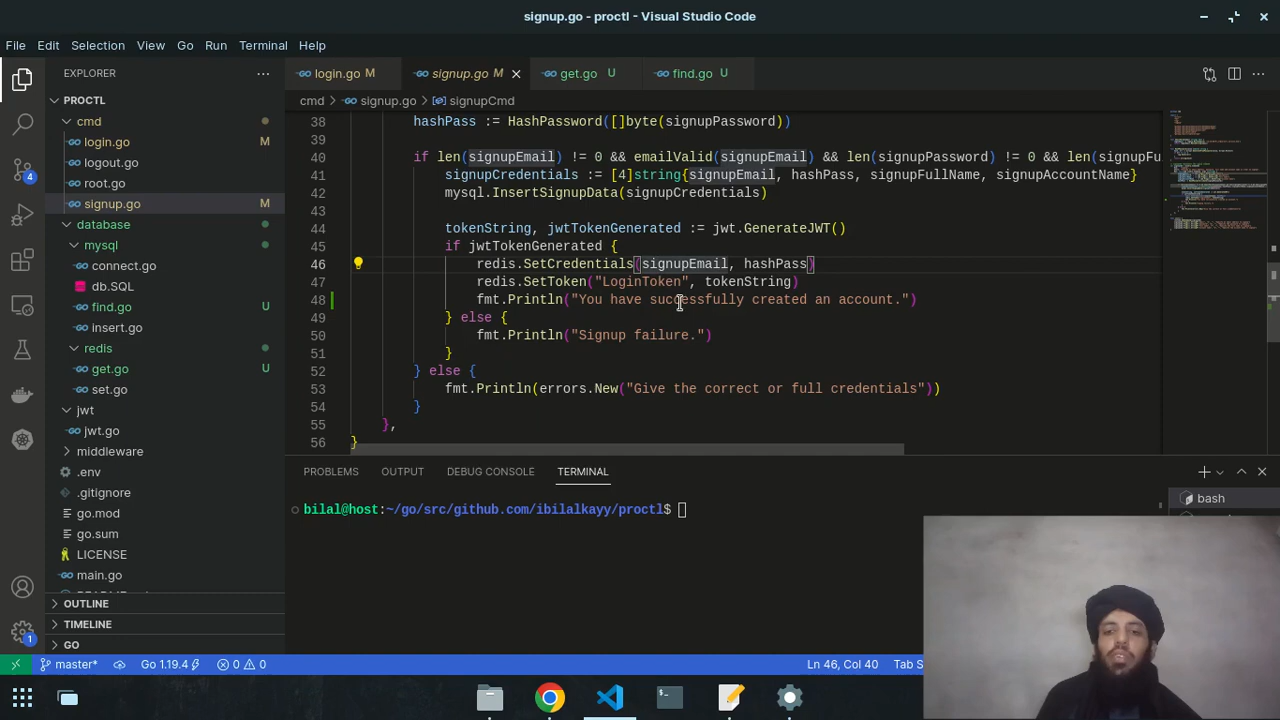 signup.go - proctl - Visual Studio Code
File Edit Selection View Go Run Terminal Help
EXPLORER
PROCTL
cmd
login.go M
logout.go
root.go
signup.go M
database
mysql
connect.go
db.SQL
find.go U
insert.go
redis
get.go U
set.go
jwt
jwt.go
middleware
.env
.gitignore
go.mod
go.sum
LICENSE
main.go
OUTLINE
TIMELINE
GO
4
1
login.go M signup.go M get.go U find.go U
cmd > signup.go > signupCmd
38 hashPass := HashPassword([]byte(signupPassword))
39
40 if len(signupEmail) != 0 && emailValid(signupEmail) && len(signupPassword) != 0 && len(signupFu
41 signupCredentials := [4]string{signupEmail, hashPass, signupFullName, signupAccountName}
42 mysql.InsertSignupData(signupCredentials)
43
44 tokenString, jwtTokenGenerated := jwt.GenerateJWT()
45 if jwtTokenGenerated {
46 redis.SetCredentials(signupEmail, hashPass)
47 redis.SetToken("LoginToken", tokenString)
48 fmt.Println("You have successfully created an account.")
49 } else {
50 fmt.Println("Signup failure.")
51 }
52 } else {
53 fmt.Println(errors.New("Give the correct or full credentials"))
54 }
55 },
56 }
PROBLEMS OUTPUT DEBUG CONSOLE TERMINAL
bash
bilal@host:~/go/src/github.com/ibilalkayy/proctl$
master* Go 1.19.4 0 0 Ln 46, Col 40 Tab S